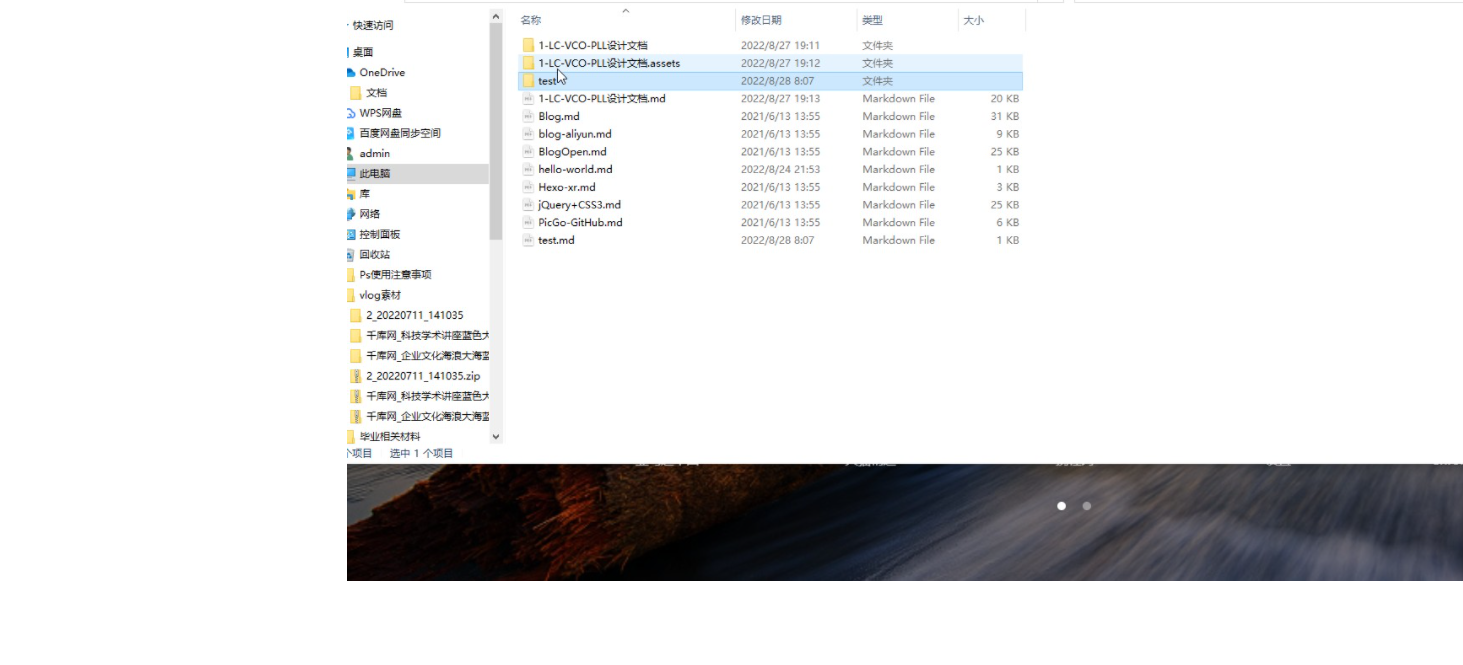 快速访问
桌面
OneDrive
文档
WPS网盘
百度网盘同步空间
admin
此电脑
库
网络
控制面板
回收站
Ps使用注意事项
vlog素材
2_20220711_141035
千库网_科技学术讲座蓝色大
千库网_企业文化海浪大海蓝
2_20220711_141035.zip
千库网_科技学术讲座蓝色大
千库网_企业文化海浪大海蓝
毕业相关材料
名称 修改日期 类型 大小
1-LC-VCO-PLL设计文档 2022/8/27 19:11 文件夹
1-LC-VCO-PLL设计文档.assets 2022/8/27 19:12 文件夹
test 2022/8/28 8:07 文件夹
1-LC-VCO-PLL设计文档.md 2022/8/27 19:13 Markdown File 20 KB
Blog.md 2021/6/13 13:55 Markdown File 31 KB
blog-aliyun.md 2021/6/13 13:55 Markdown File 9 KB
BlogOpen.md 2021/6/13 13:55 Markdown File 25 KB
hello-world.md 2022/8/24 21:53 Markdown File 1 KB
Hexo-xr.md 2021/6/13 13:55 Markdown File 3 KB
jQuery+CSS3.md 2021/6/13 13:55 Markdown File 25 KB
PicGo-GitHub.md 2021/6/13 13:55 Markdown File 6 KB
test.md 2022/8/28 8:07 Markdown File 1 KB
个项目 选中 1 个项目